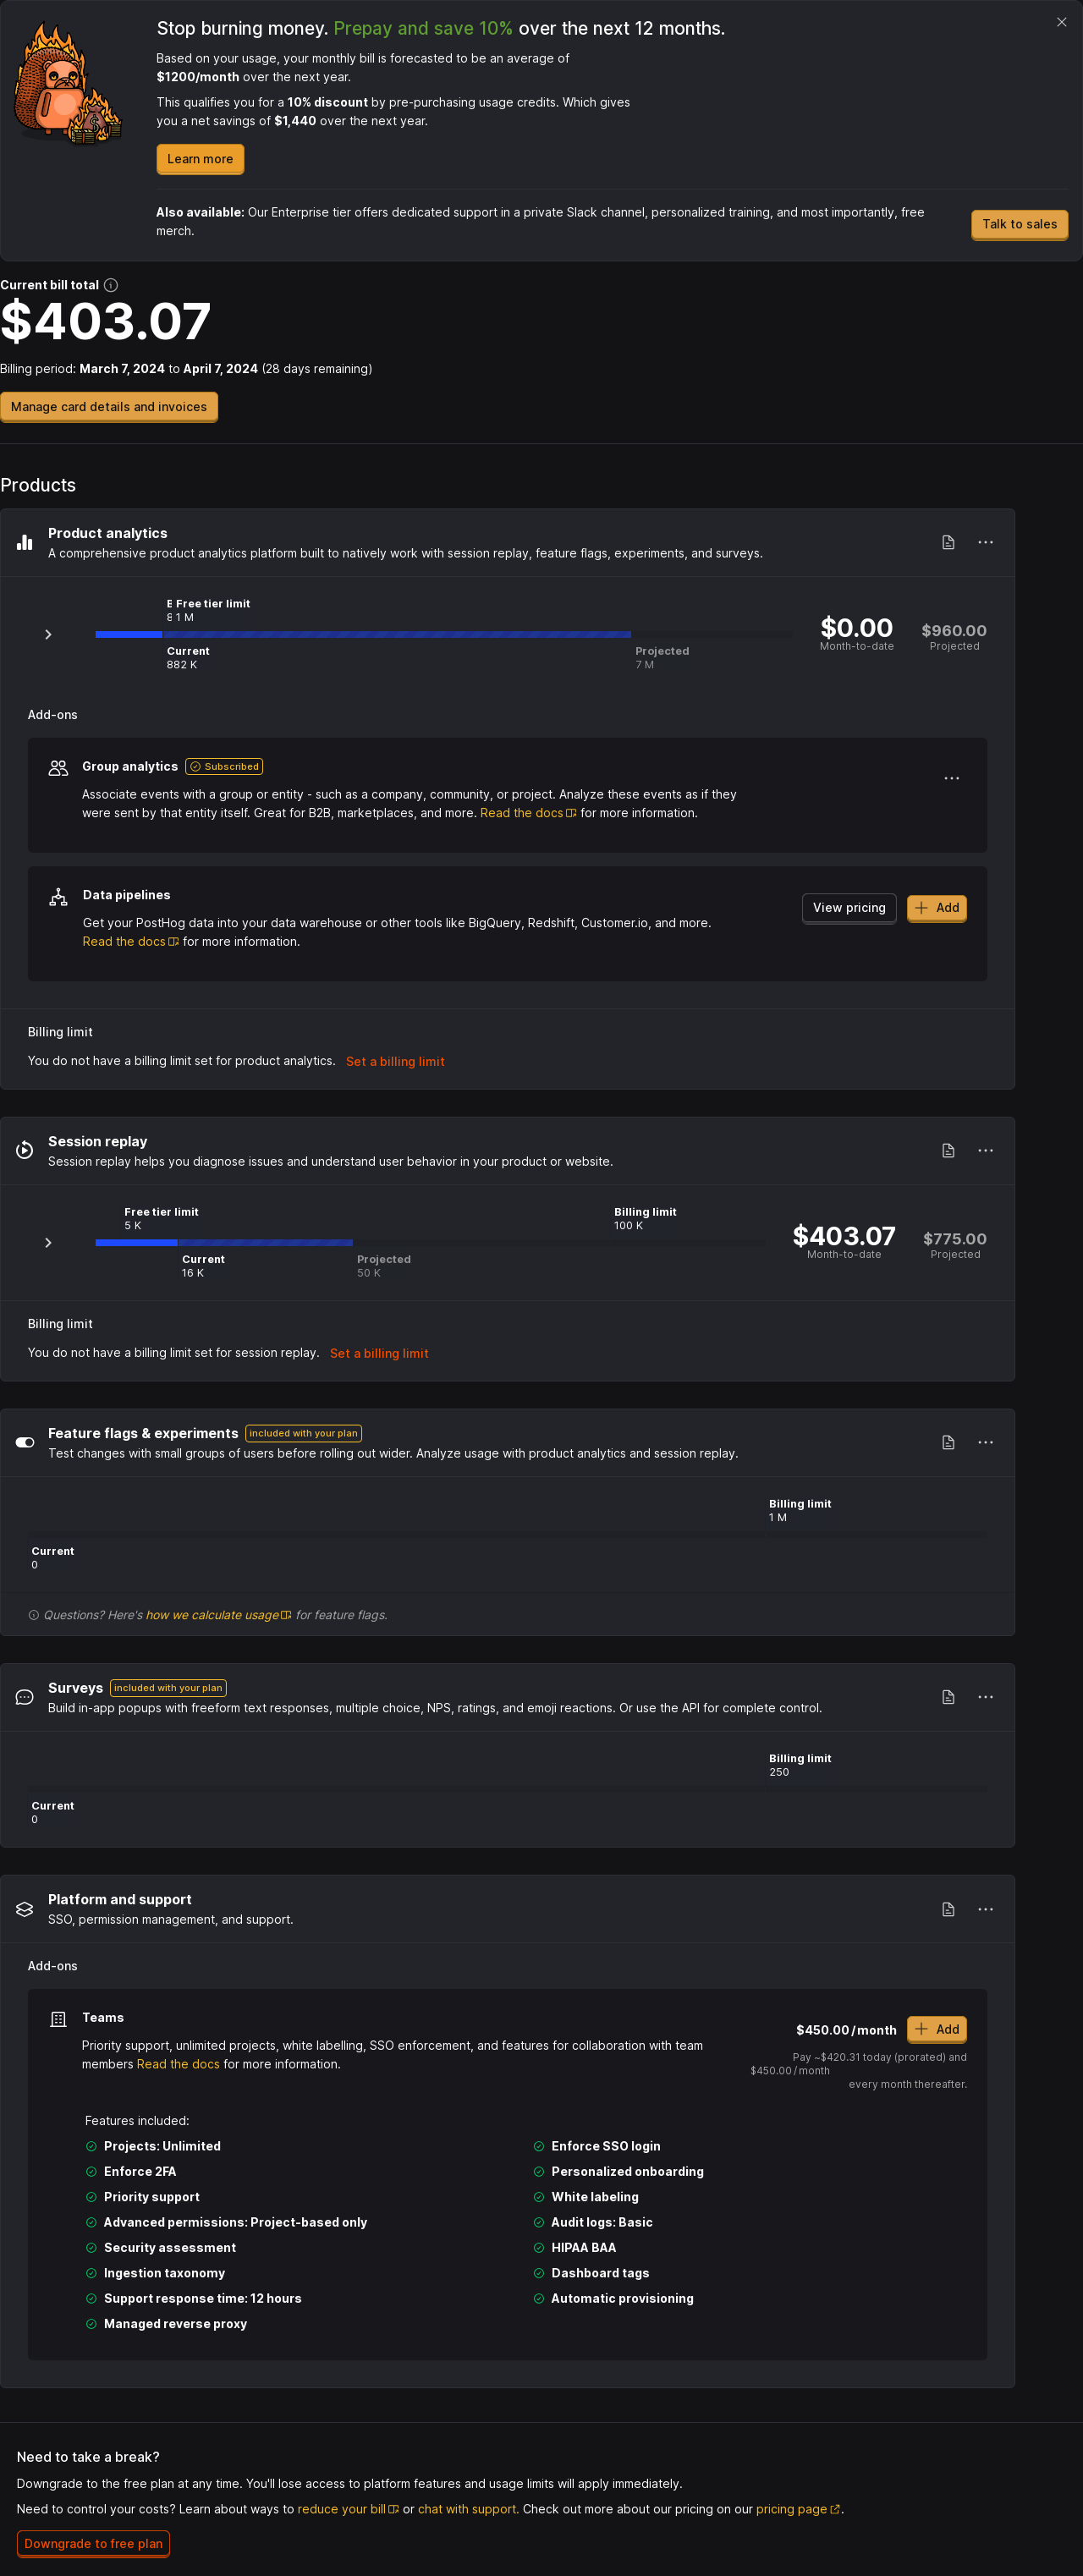 Stop burning money. Prepay and save 10% over the next 12 months.
Based on your usage, your monthly bill is forecasted to be an average of
$1200/month over the next year.
This qualifies you for a 10% discount by pre-purchasing usage credits. Which gives
you a net savings of $1,440 over the next year.
Learn more
Also available: Our Enterprise tier offers dedicated support in a private Slack channel, personalized training, and most importantly, free
merch.
Talk to sales
Current bill total
$403.07
Billing period: March 7, 2024 to April 7, 2024 (28 days remaining)
Manage card details and invoices
Products
Product analytics
A comprehensive product analytics platform built to natively work with session replay, feature flags, experiments, and surveys.
Free tier limit
1 M
Current
882 K
Projected
7 M
$0.00
Month-to-date
$960.00
Projected
Add-ons
Group analytics Subscribed
Associate events with a group or entity - such as a company, community, or project. Analyze these events as if they
were sent by that entity itself. Great for B2B, marketplaces, and more. Read the docs for more information.
Data pipelines
Get your PostHog data into your data warehouse or other tools like BigQuery, Redshift, Customer.io, and more.
Read the docs for more information.
View pricing
Add
Billing limit
You do not have a billing limit set for product analytics. Set a billing limit
Session replay
Session replay helps you diagnose issues and understand user behavior in your product or website.
Free tier limit
5 K
Billing limit
100 K
Current
16 K
Projected
50 K
$403.07
Month-to-date
$775.00
Projected
Billing limit
You do not have a billing limit set for session replay. Set a billing limit
Feature flags & experiments included with your plan
Test changes with small groups of users before rolling out wider. Analyze usage with product analytics and session replay.
Billing limit
1 M
Current
0
Questions? Here's how we calculate usage for feature flags.
Surveys included with your plan
Build in-app popups with freeform text responses, multiple choice, NPS, ratings, and emoji reactions. Or use the API for complete control.
Billing limit
250
Current
0
Platform and support
SSO, permission management, and support.
Add-ons
Teams
Priority support, unlimited projects, white labelling, SSO enforcement, and features for collaboration with team
members Read the docs for more information.
$450.00/month
Add
Pay ~$420.31 today (prorated) and
$450.00/month
every month thereafter.
Features included:
Projects: Unlimited
Enforce 2FA
Priority support
Advanced permissions: Project-based only
Security assessment
Ingestion taxonomy
Support response time: 12 hours
Managed reverse proxy
Enforce SSO login
Personalized onboarding
White labeling
Audit logs: Basic
HIPAA BAA
Dashboard tags
Automatic provisioning
Need to take a break?
Downgrade to the free plan at any time. You'll lose access to platform features and usage limits will apply immediately.
Need to control your costs? Learn about ways to reduce your bill or chat with support. Check out more about our pricing on our pricing page.
Downgrade to free plan